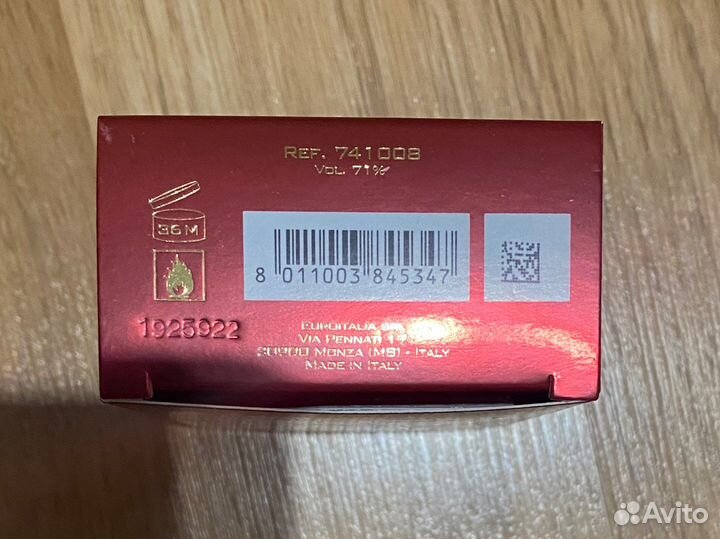 REF. 741008
VOL. 71%
36 M
8 011003 845347
1925922
EUROITALIA
VIA PENNATI
20900 MONZA (MB) - ITALY
MADE IN ITALY
Avito